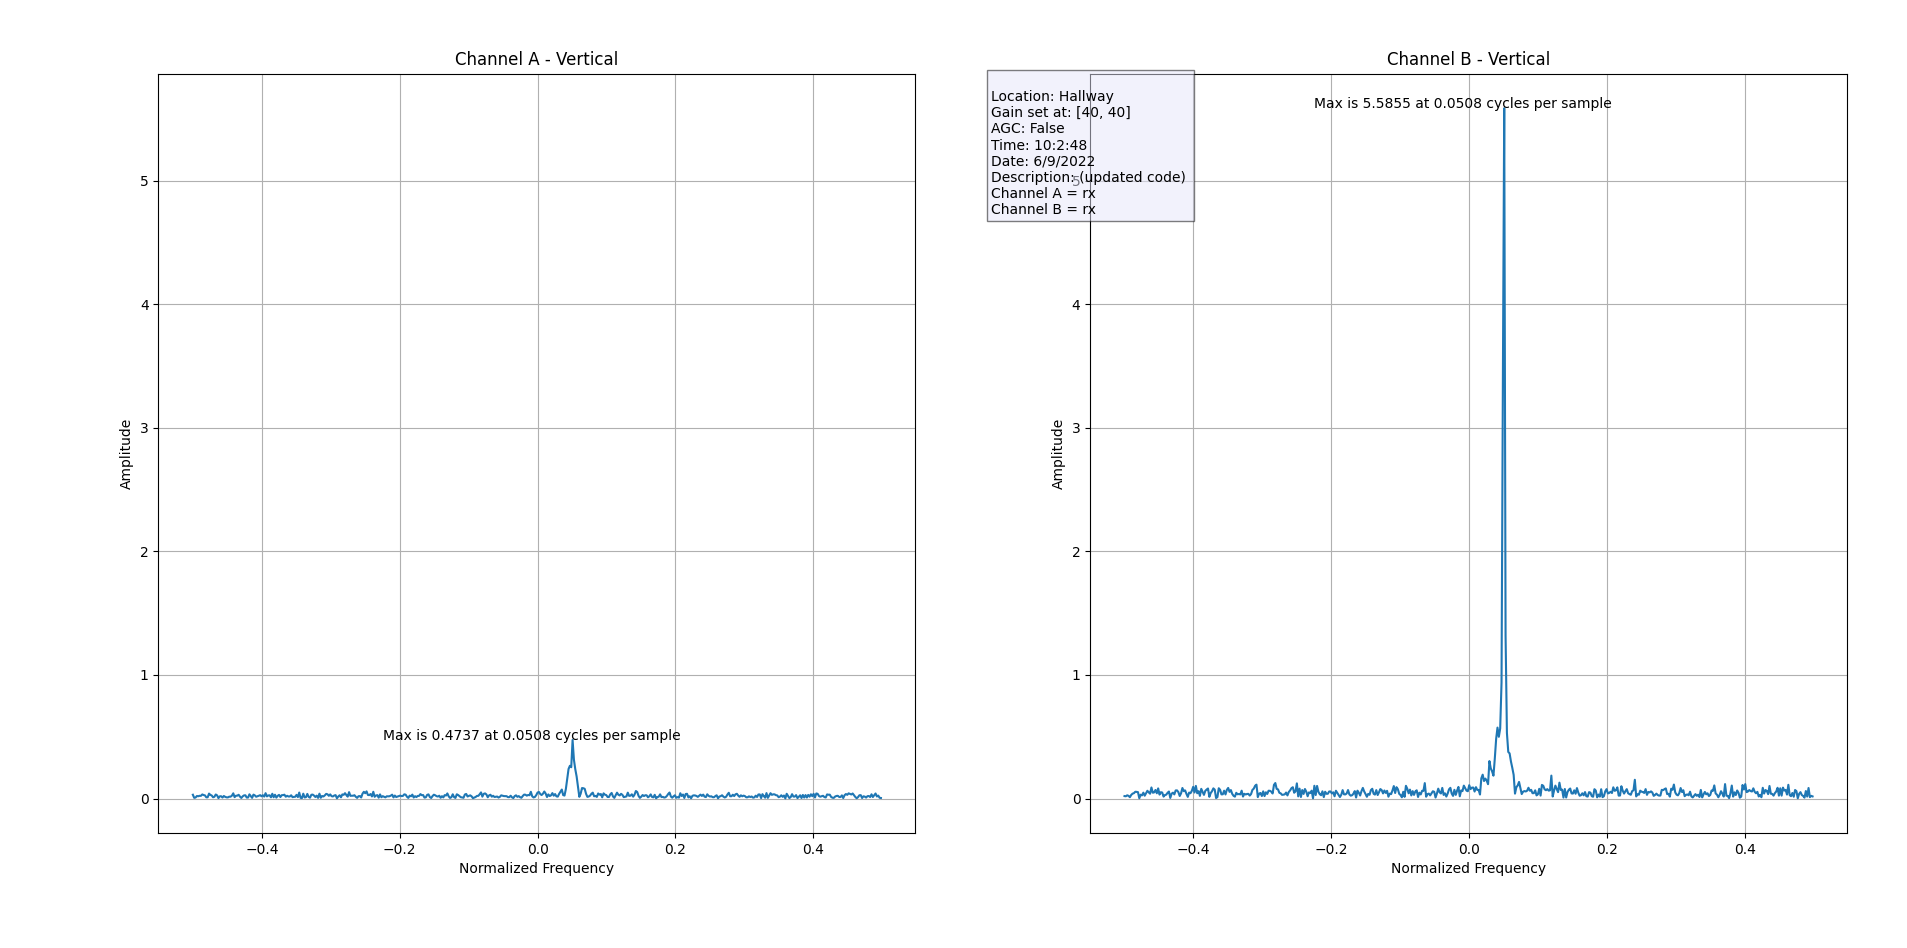 Channel A - Vertical
5
4
3
2
1
0
Amplitude
Max is 0.4737 at 0.0508 cycles per sample
−0.4
−0.2
0.0
0.2
0.4
Normalized Frequency
Location: Hallway
Gain set at: [40, 40]
AGC: False
Time: 10:2:48
Date: 6/9/2022
Description: (updated code)
Channel A = rx
Channel B = rx
Channel B - Vertical
Max is 5.5855 at 0.0508 cycles per sample
5
4
3
2
1
0
Amplitude
−0.4
−0.2
0.0
0.2
0.4
Normalized Frequency